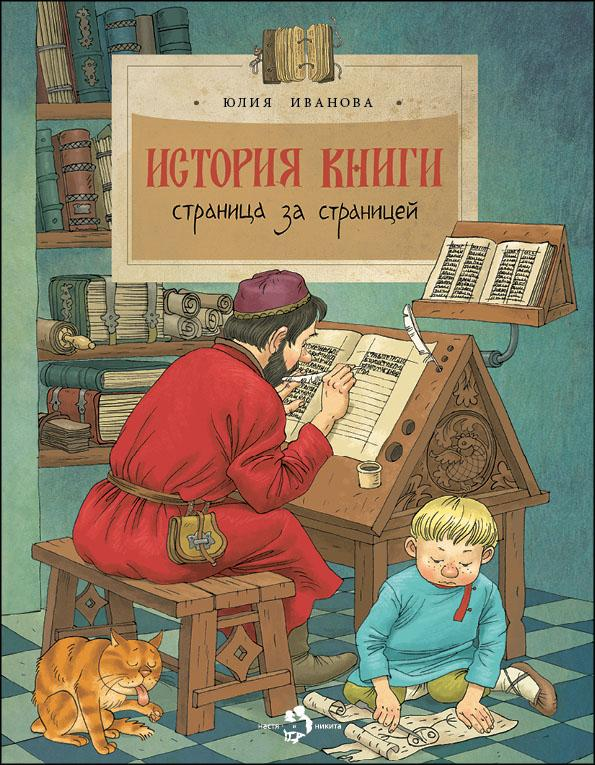 ЮЛИЯ ИВАНОВА
ИСТОРИЯ КНИГИ
страница за страницей
настя и никита